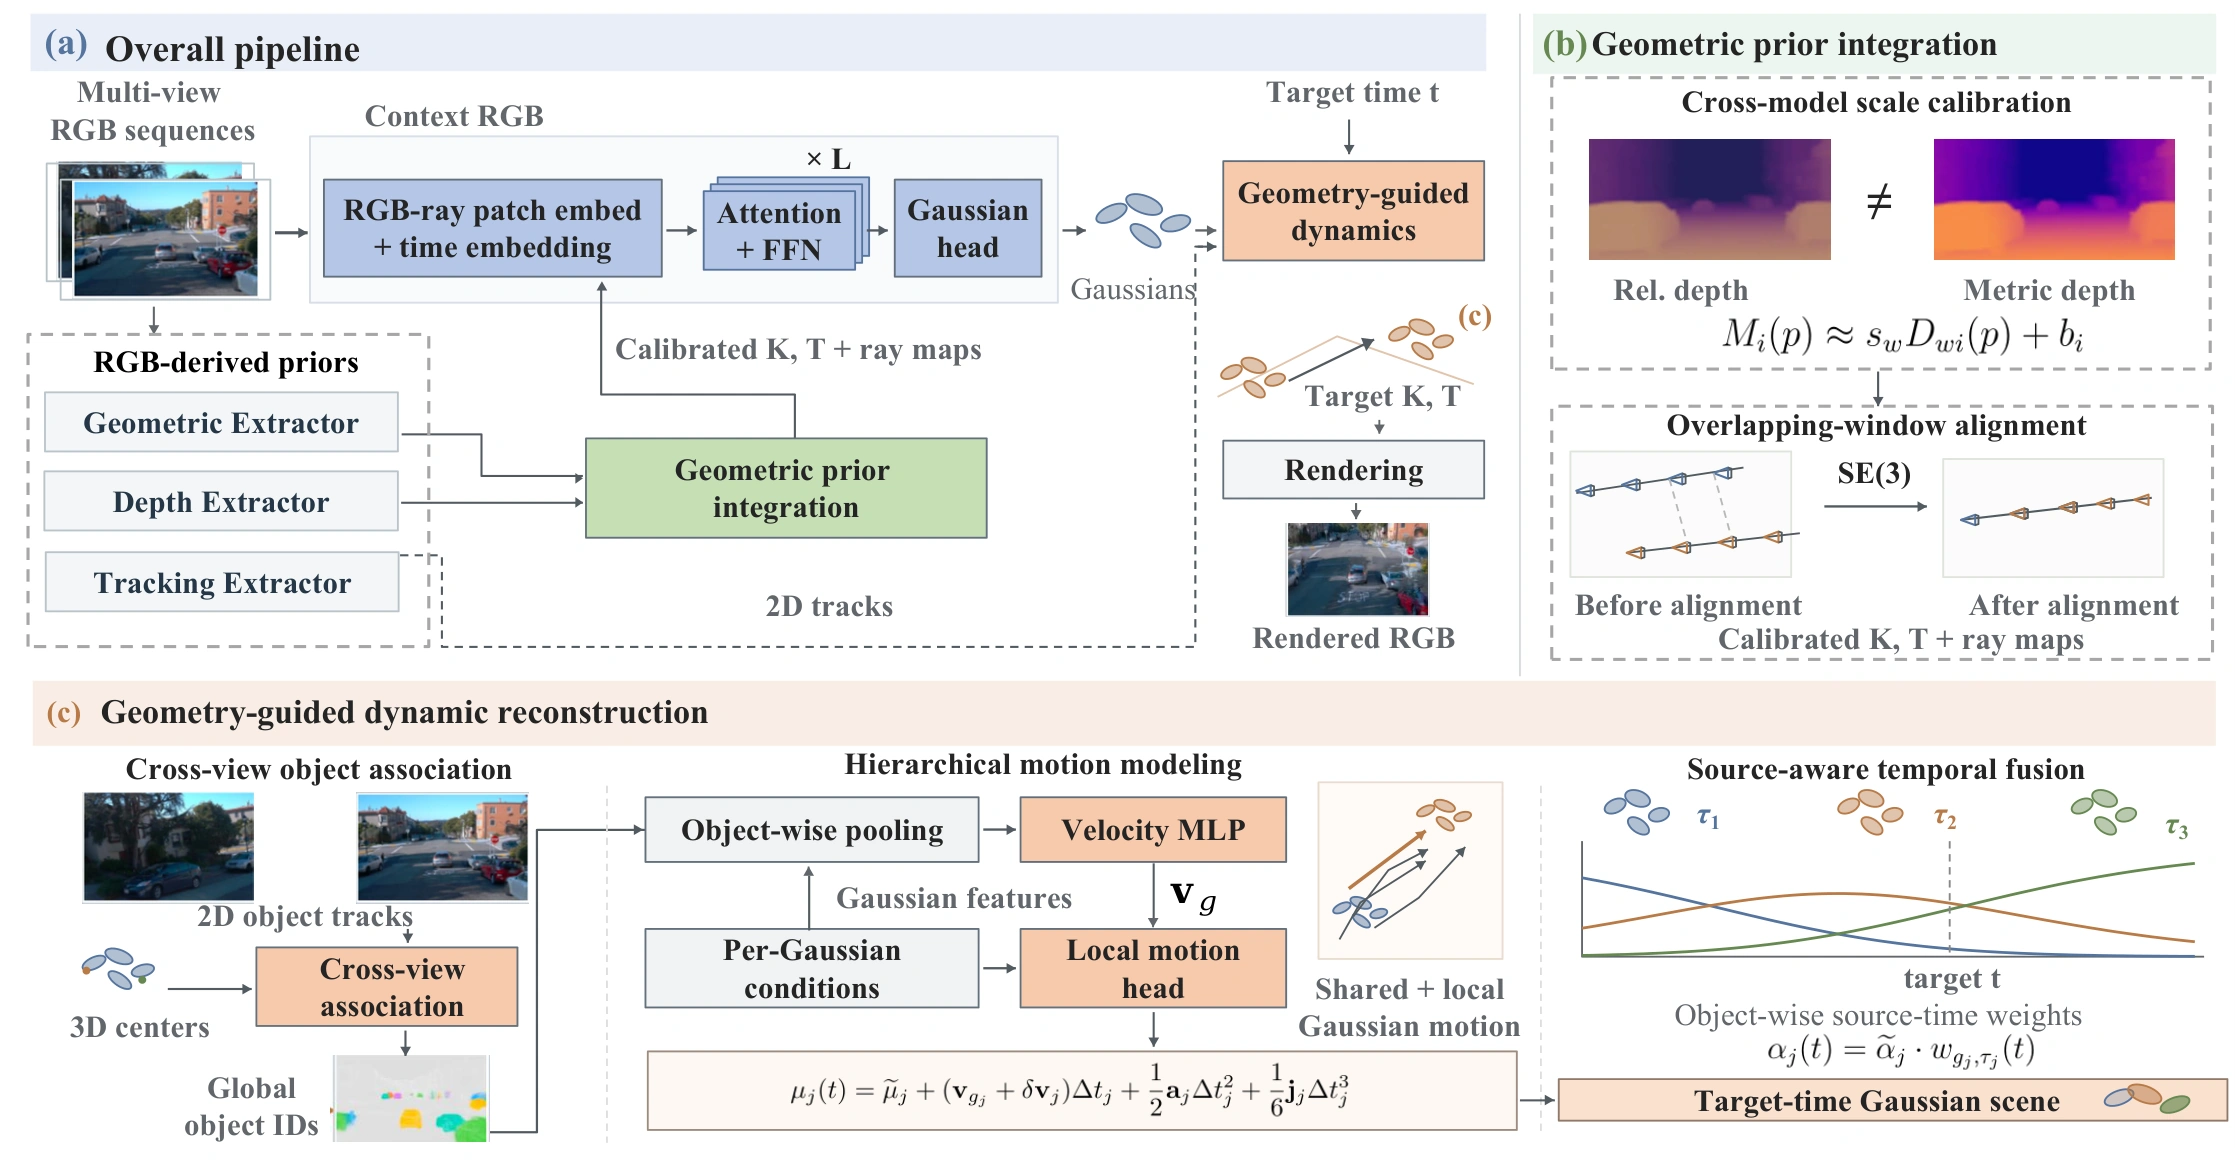 (a) Overall pipeline
Multi-view
RGB sequences
Context RGB
RGB-ray patch embed
+ time embedding
× L
Attention
+ FFN
Gaussian
head
Gaussians
Target time t
Geometry-guided
dynamics
(c)
Target K, T
Rendering
Rendered RGB
Calibrated K, T + ray maps
RGB-derived priors
Geometric Extractor
Depth Extractor
Tracking Extractor
Geometric prior
integration
2D tracks
(b) Geometric prior integration
Cross-model scale calibration
≠
Rel. depth
Metric depth
M_i(p) ≈ s_w D_{wi}(p) + b_i
Overlapping-window alignment
SE(3)
Before alignment
After alignment
Calibrated K, T + ray maps
(c) Geometry-guided dynamic reconstruction
Cross-view object association
2D object tracks
3D centers
Cross-view
association
Global
object IDs
Hierarchical motion modeling
Object-wise pooling
Velocity MLP
Gaussian features
v_g
Per-Gaussian
conditions
Local motion
head
Shared + local
Gaussian motion
μ_j(t) = μ̃_j + (v_{g_j} + δv_j)Δt_j + 1/2 a_jΔt_j^2 + 1/6 j_jΔt_j^3
Source-aware temporal fusion
τ_1
τ_2
τ_3
target t
Object-wise source-time weights
α_j(t) = α̃_j · w_{g_j,τ_j}(t)
Target-time Gaussian scene